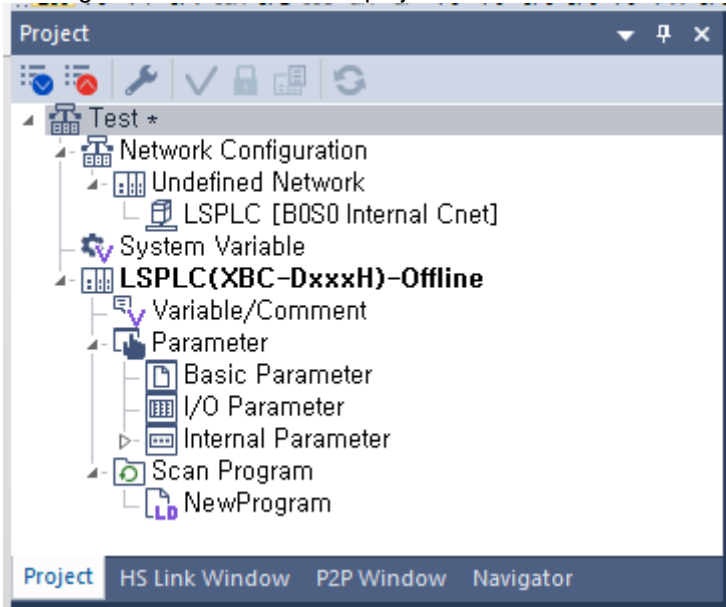 Project
Test *
Network Configuration
Undefined Network
LSPLC [B0S0 Internal Cnet]
System Variable
LSPLC(XBC-DxxxH)-Offline
Variable/Comment
Parameter
Basic Parameter
I/O Parameter
Internal Parameter
Scan Program
LD NewProgram
Project HS Link Window P2P Window Navigator